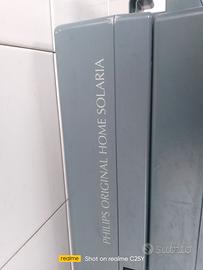 PHILIPS ORIGINAL HOME SOLARIA
realme Shot on realme C25Y
subito